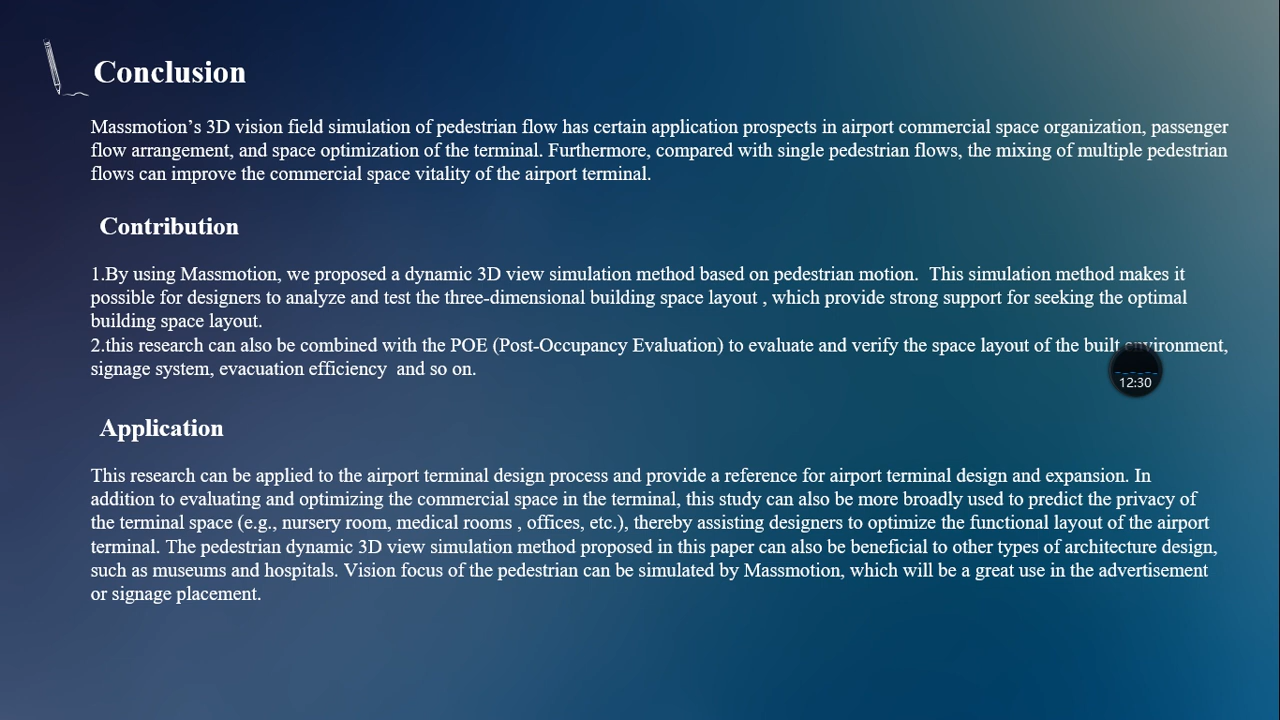 Conclusion
Massmotion’s 3D vision field simulation of pedestrian flow has certain application prospects in airport commercial space organization, passenger
flow arrangement, and space optimization of the terminal. Furthermore, compared with single pedestrian flows, the mixing of multiple pedestrian
flows can improve the commercial space vitality of the airport terminal.
Contribution
1.By using Massmotion, we proposed a dynamic 3D view simulation method based on pedestrian motion.  This simulation method makes it
possible for designers to analyze and test the three-dimensional building space layout , which provide strong support for seeking the optimal
building space layout.
2.this research can also be combined with the POE (Post-Occupancy Evaluation) to evaluate and verify the space layout of the built environment,
signage system, evacuation efficiency  and so on.
12:30
Application
This research can be applied to the airport terminal design process and provide a reference for airport terminal design and expansion. In
addition to evaluating and optimizing the commercial space in the terminal, this study can also be more broadly used to predict the privacy of
the terminal space (e.g., nursery room, medical rooms , offices, etc.), thereby assisting designers to optimize the functional layout of the airport
terminal. The pedestrian dynamic 3D view simulation method proposed in this paper can also be beneficial to other types of architecture design,
such as museums and hospitals. Vision focus of the pedestrian can be simulated by Massmotion, which will be a great use in the advertisement
or signage placement.